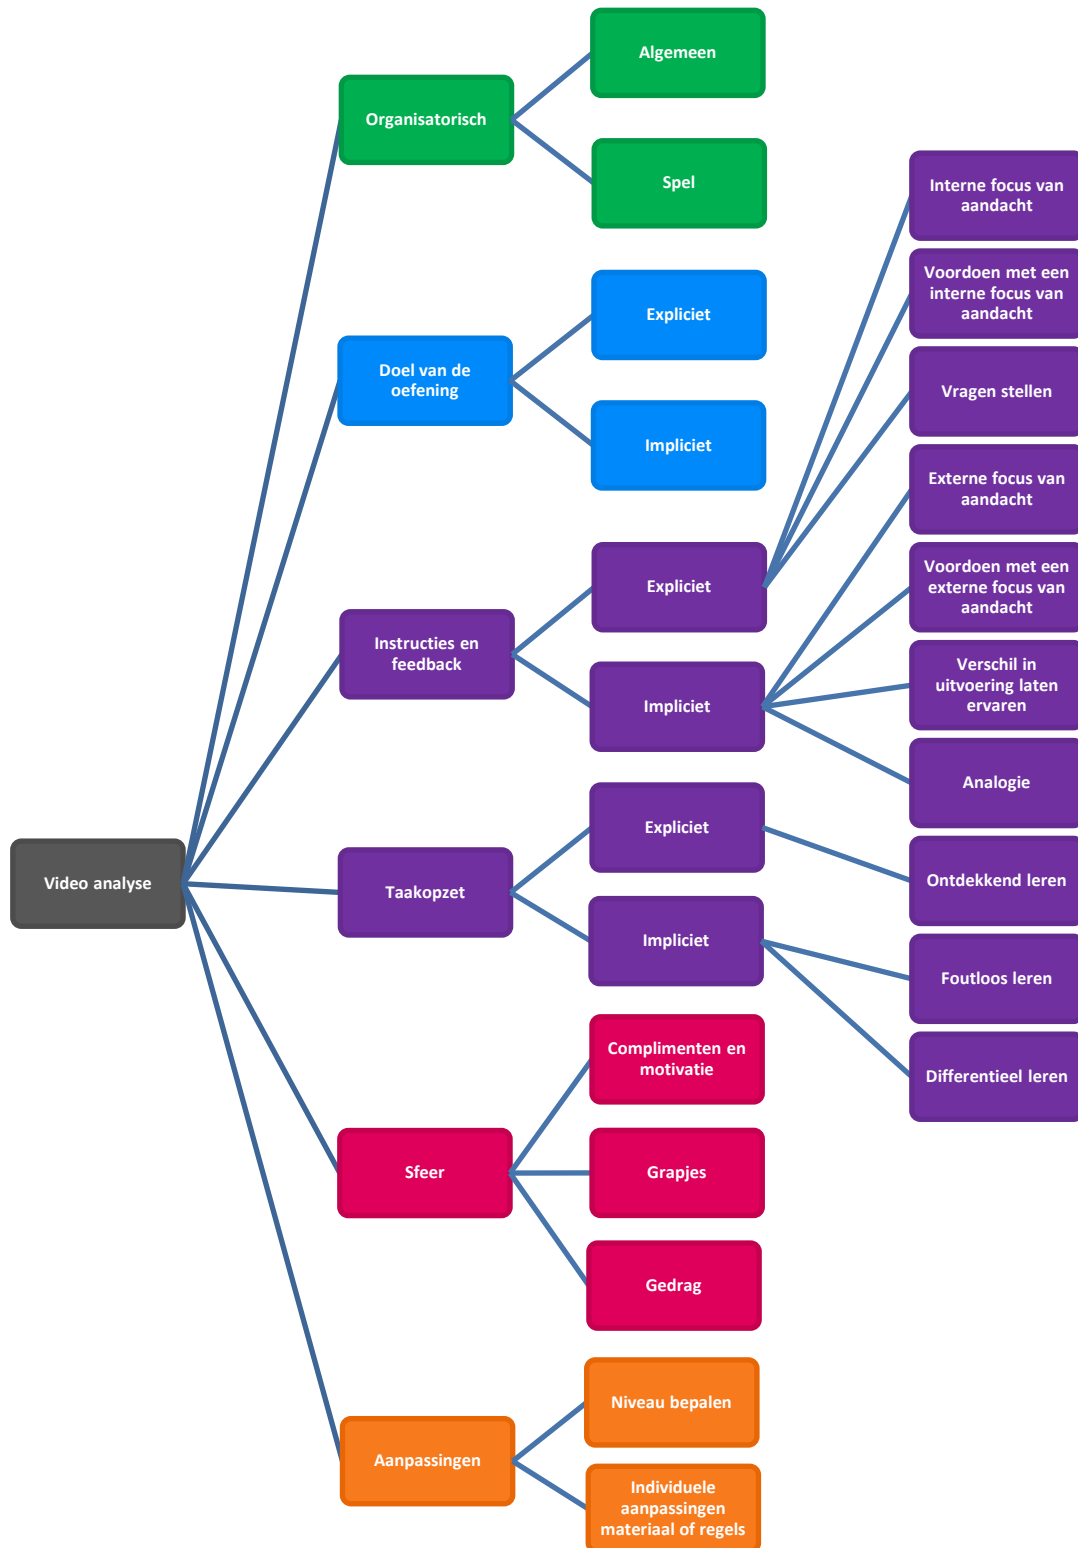 Video analyse
Organisatorisch
Algemeen
Spel
Doel van de
oefening
Expliciet
Impliciet
Instructies en
feedback
Expliciet
Interne focus van
aandacht
Voordoen met een
interne focus van
aandacht
Vragen stellen
Impliciet
Externe focus van
aandacht
Voordoen met een
externe focus van
aandacht
Verschil in
uitvoering laten
ervaren
Analogie
Taakopzet
Expliciet
Ontdekkend leren
Impliciet
Foutloos leren
Differentieel leren
Sfeer
Complimenten en
motivatie
Grapjes
Gedrag
Aanpassingen
Niveau bepalen
Individuele
aanpassingen
materiaal of regels